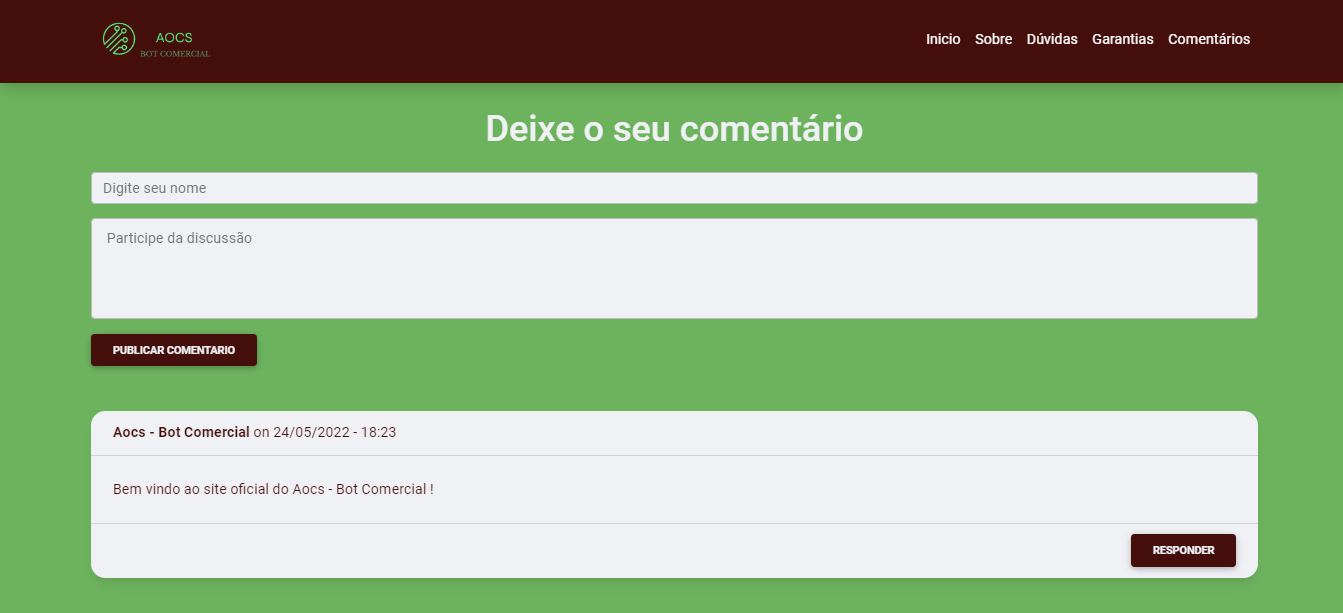 AOCS
BOT COMERCIAL
Inicio Sobre Dúvidas Garantias Comentários
Deixe o seu comentário
Digite seu nome
Participe da discussão
PUBLICAR COMENTARIO
Aocs - Bot Comercial on 24/05/2022 - 18:23
Bem vindo ao site oficial do Aocs - Bot Comercial !
RESPONDER